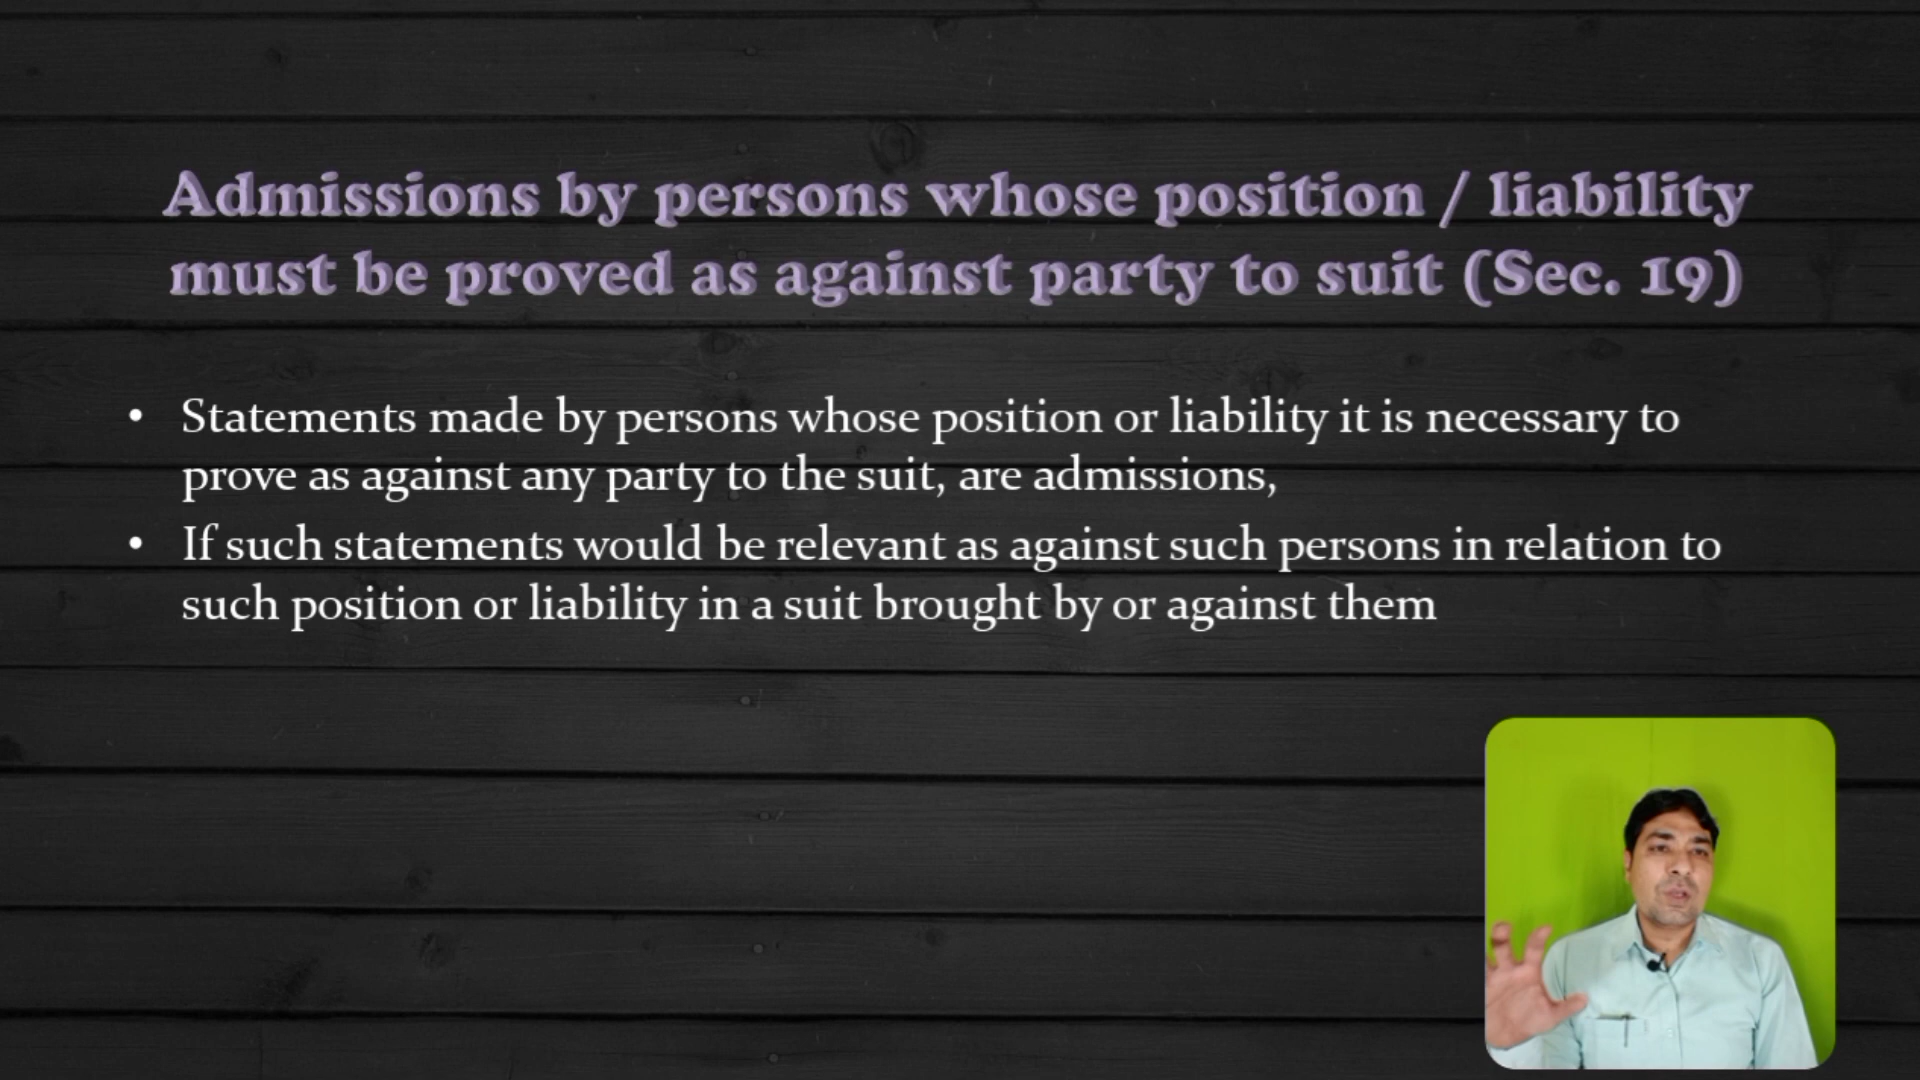 Admissions by persons whose position / liability
must be proved as against party to suit (Sec. 19)
• Statements made by persons whose position or liability it is necessary to
prove as against any party to the suit, are admissions,
• If such statements would be relevant as against such persons in relation to
such position or liability in a suit brought by or against them